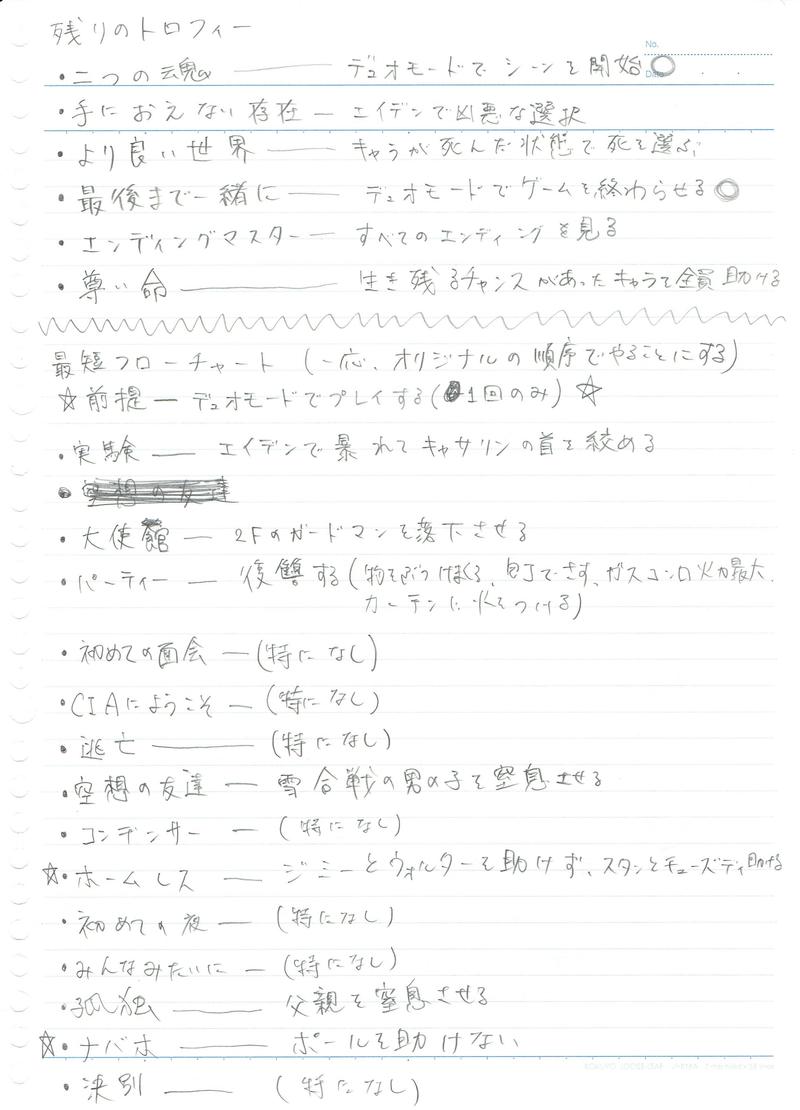 残りのトロフィー
No.
Date
・二つの魂 ―― デュオモードで シーンを開始 ◯
・手におえない存在 ― エイデンで凶悪な選択
・より良い世界 ―― キャラが死んだ状態で死を選ぶ
・最後まで一緒に ―― デュオモードでゲームを終わらせる ◯
・エンディングマスター ― すべてのエンディングを見る
・尊い命 ――― 生き残るチャンスがあったキャラを全員助ける
最短フローチャート (一応、オリジナルの順序でやることにする)
☆前提 ― デュオモードでプレイする(1回のみ) ☆
・実験 ― エイデンで暴れてキャサリンの首を絞める
・空想の友達
・大使館 ― 2Fのガードマンを落下させる
・パーティー ― 復讐する(物をぶつけまくる、包丁でさす、ガスコンロ火力最大、
カーテンに火をつける)
・初めての面会 ― (特になし)
・CIAにようこそ ― (特になし)
・逃亡 ――― (特になし)
・空想の友達 ― 雪合戦の男の子を窒息させる
・コンデンサー ― (特になし)
☆・ホームレス ― ジミーとウォルターを助けず、スタンとチューズディ助ける
・初めての夜 ― (特になし)
・みんなみたいに ― (特になし)
・孤独 ――― 父親を窒息させる
☆・ナバホ ――― ポールを助けない
・決別 ―― (特になし)